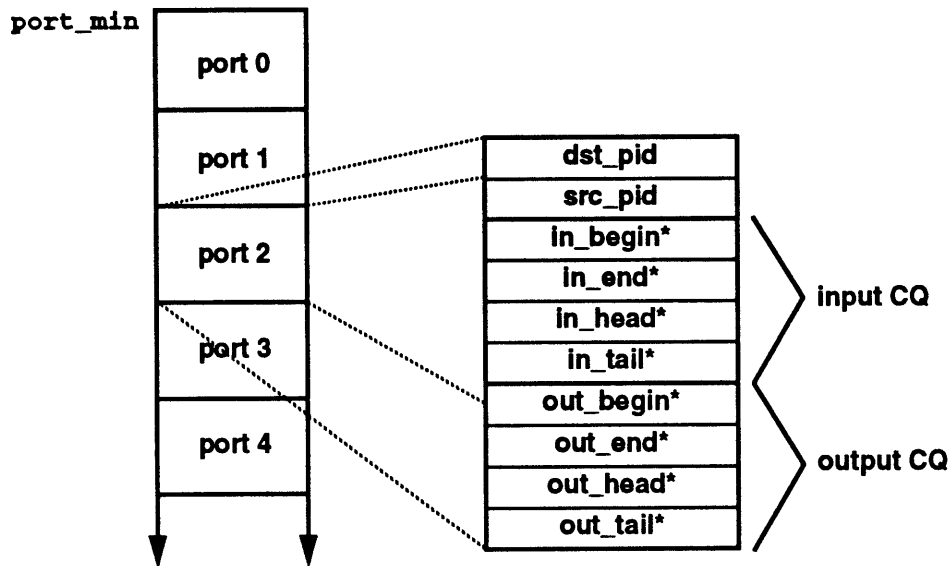 port_min
port 0
port 1
port 2
port 3
port 4
dst_pid
src_pid
in_begin*
in_end*
in_head*
in_tail*
out_begin*
out_end*
out_head*
out_tail*
input CQ
output CQ